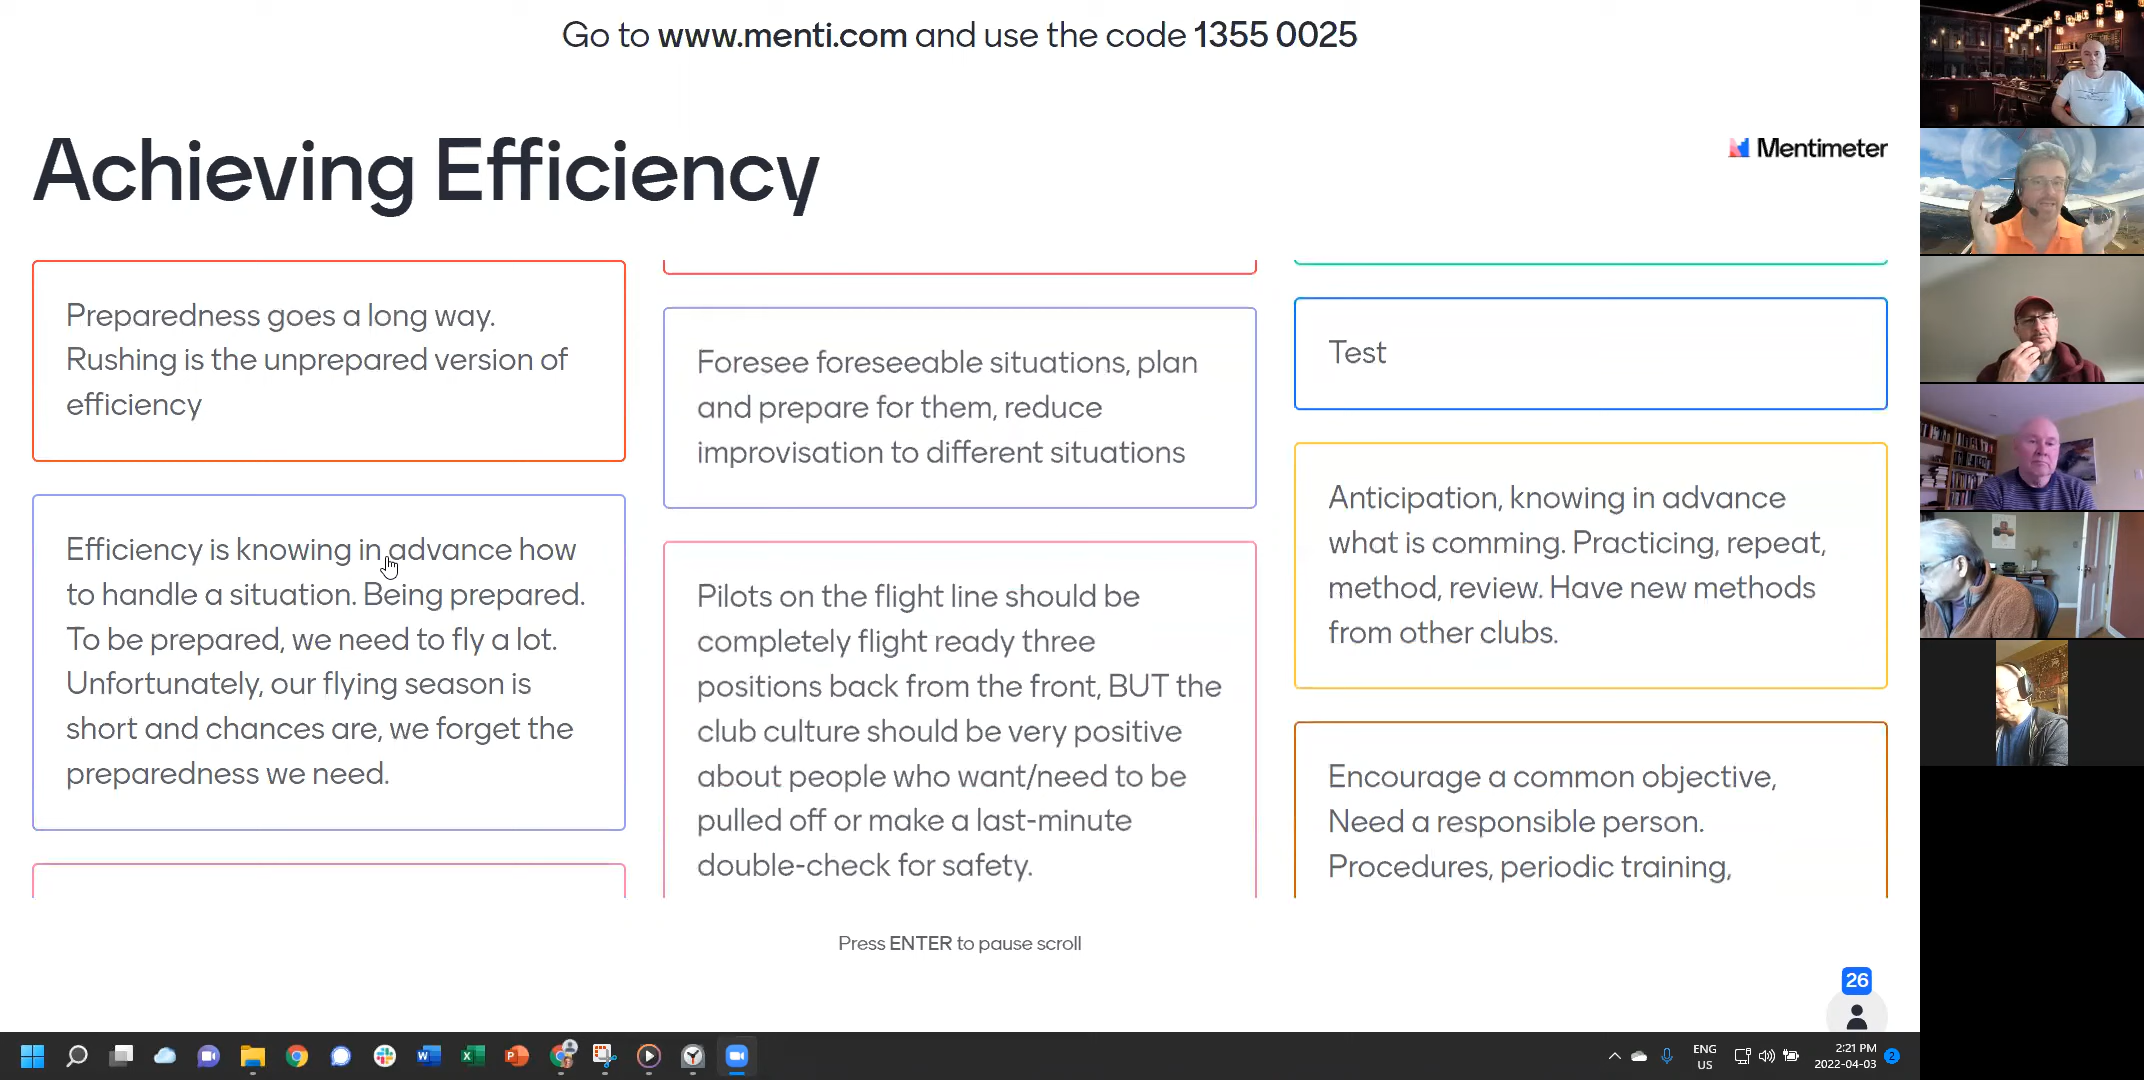 Go to www.menti.com and use the code 1355 0025
Achieving Efficiency
Mentimeter
Preparedness goes a long way.
Rushing is the unprepared version of
efficiency
Efficiency is knowing in advance how
to handle a situation. Being prepared.
To be prepared, we need to fly a lot.
Unfortunately, our flying season is
short and chances are, we forget the
preparedness we need.
Foresee foreseeable situations, plan
and prepare for them, reduce
improvisation to different situations
Pilots on the flight line should be
completely flight ready three
positions back from the front, BUT the
club culture should be very positive
about people who want/need to be
pulled off or make a last-minute
double-check for safety.
Test
Anticipation, knowing in advance
what is comming. Practicing, repeat,
method, review. Have new methods
from other clubs.
Encourage a common objective,
Need a responsible person.
Procedures, periodic training,
Press ENTER to pause scroll
26
ENG
US
2:21 PM
2022-04-03
2